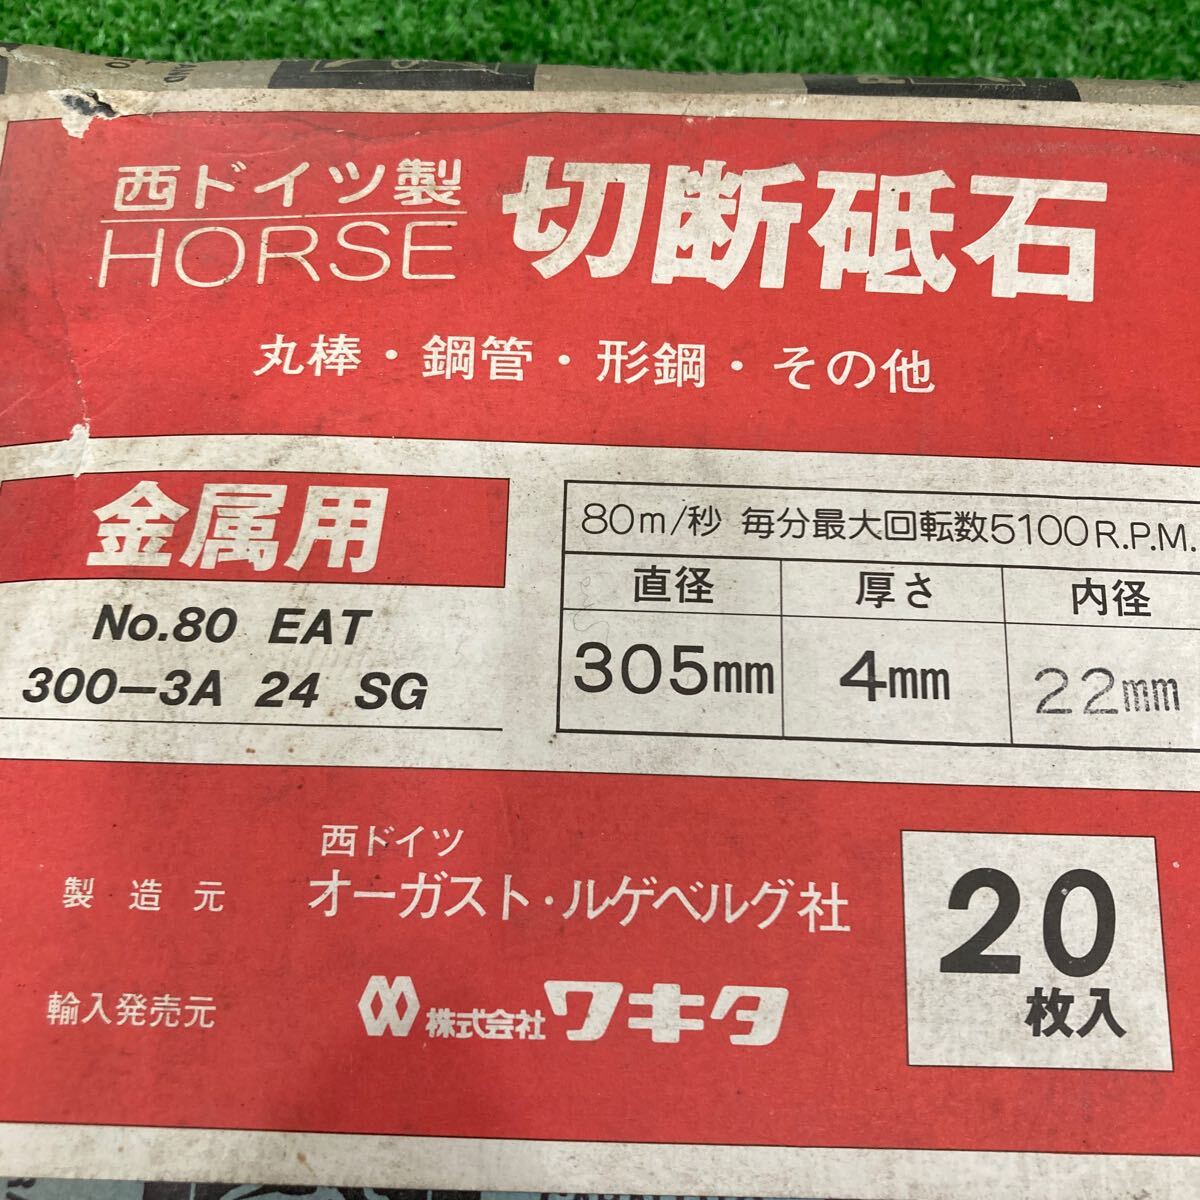 西ドイツ製
HORSE
切断砥石
丸棒・鋼管・形鋼・その他
金属用
No.80 EAT
300-3A 24 SG
80m/秒 毎分最大回転数5100R.P.M.
直径 厚さ 内径
305mm 4mm 22mm
西ドイツ
製造元 オーガスト・ルゲベルグ社
輸入発売元 株式会社ワキタ
20
枚入